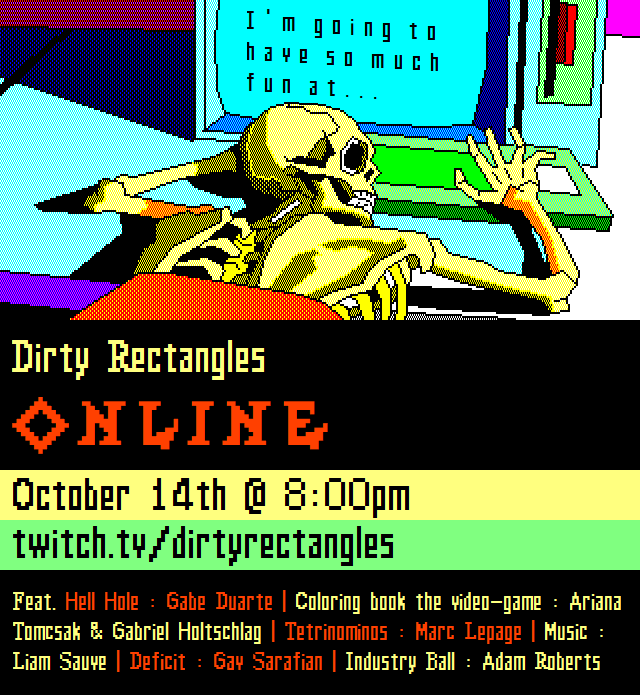 I'm going to
have so much
fun at...
Dirty Rectangles
ONLINE
October 14th @ 8:00pm
twitch.tv/dirtyrectangles
Feat. Hell Hole : Gabe Duarte | Coloring book the video-game : Ariana
Tomcsak & Gabriel Holtschlag | Tetrinominos : Marc Lepage | Music :
Liam Sauve | Deficit : Gav Sarafian | Industry Ball : Adam Roberts